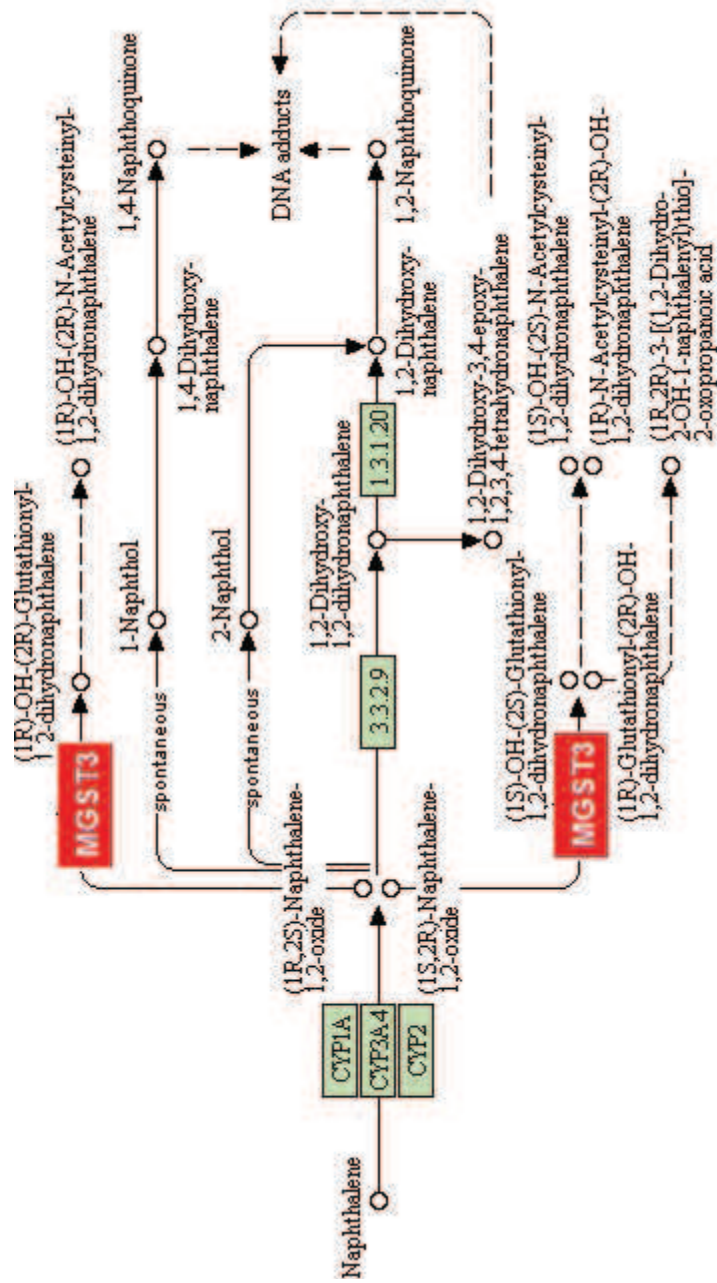 Naphthalene
CYP1A
CYP3A4
CYP2
(1R,2S)-Naphthalene-
1,2-oxide
(1S,2R)-Naphthalene-
1,2-oxide
MGST3
(1R)-OH-(2R)-Glutathionyl-
1,2-dihydronaphthalene
(1R)-OH-(2R)-N-Acetylcysteinyl-
1,2-dihydronaphthalene
spontaneous
1-Naphthol
1,4-Dihydroxy-
naphthalene
1,4-Naphthoquinone
spontaneous
2-Naphthol
DNA adducts
3.3.2.9
1,2-Dihydroxy-
1,2-dihydronaphthalene
1.3.1.20
1,2-Dihydroxy-
naphthalene
1,2-Naphthoquinone
1,2-Dihydroxy-3,4-epoxy-
1,2,3,4-tetrahydronaphthalene
(1S)-OH-(2S)-Glutathionyl-
1,2-dihydronaphthalene
MGST3
(1R)-Glutathionyl-(2R)-OH-
1,2-dihydronaphthalene
(1S)-OH-(2S)-N-Acetylcysteinyl-
1,2-dihydronaphthalene
(1R)-N-Acetylcysteinyl-(2R)-OH-
1,2-dihydronaphthalene
(1R,2R)-3-[(1,2-Dihydro-
2-OH-1-naphthalenyl)thio]-
2-oxopropanoic acid